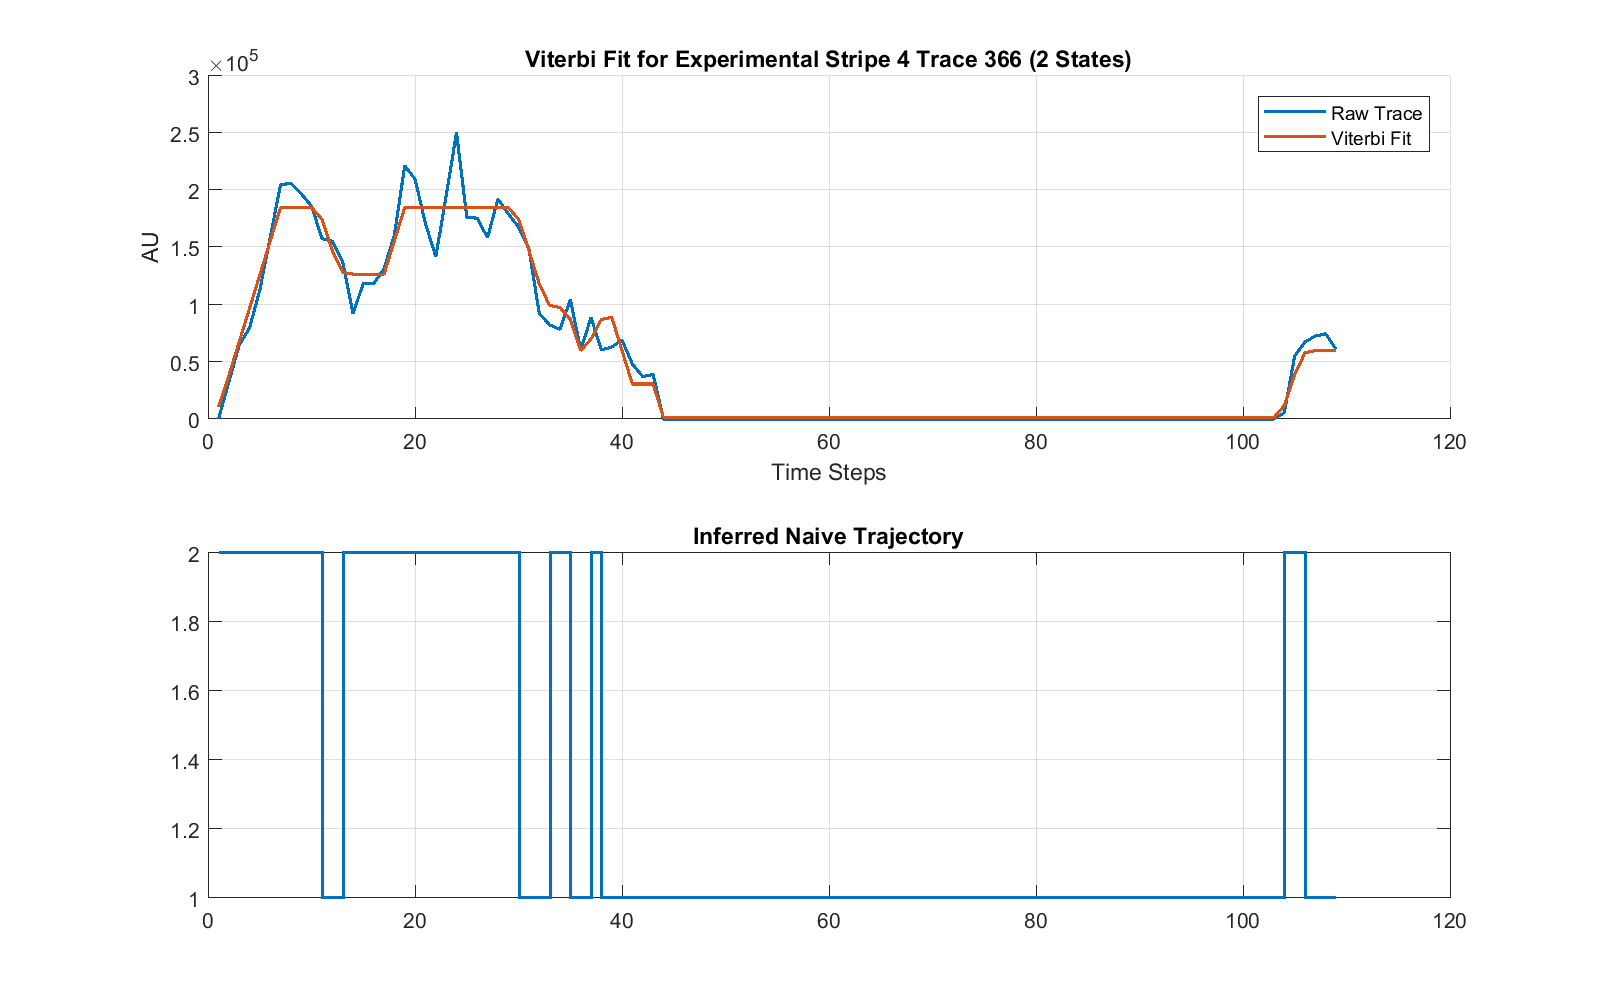 Viterbi Fit for Experimental Stripe 4 Trace 366 (2 States)
×10⁵
3
2.5
2
1.5
1
0.5
0
AU
Raw Trace
Viterbi Fit
0 20 40 60 80 100 120
Time Steps
Inferred Naive Trajectory
2
1.8
1.6
1.4
1.2
1
0 20 40 60 80 100 120